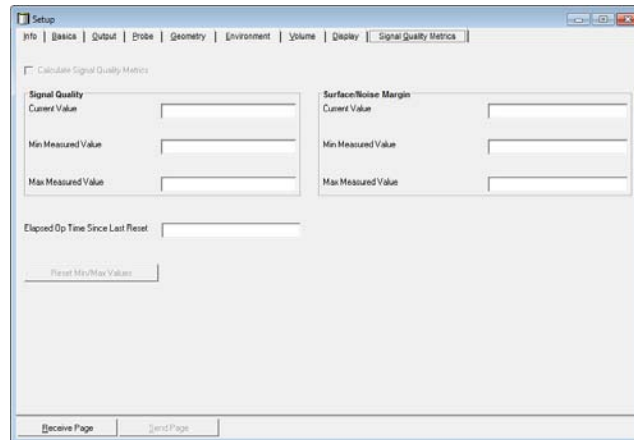 Setup
Info | Basics | Output | Probe | Geometry | Environment | Volume | Display | Signal Quality Metrics
Calculate Signal Quality Metrics
Signal Quality
Current Value
Min Measured Value
Max Measured Value
Surface/Noise Margin
Current Value
Min Measured Value
Max Measured Value
Elapsed Op Time Since Last Reset
Reset Min/Max Values
Receive Page
Send Page